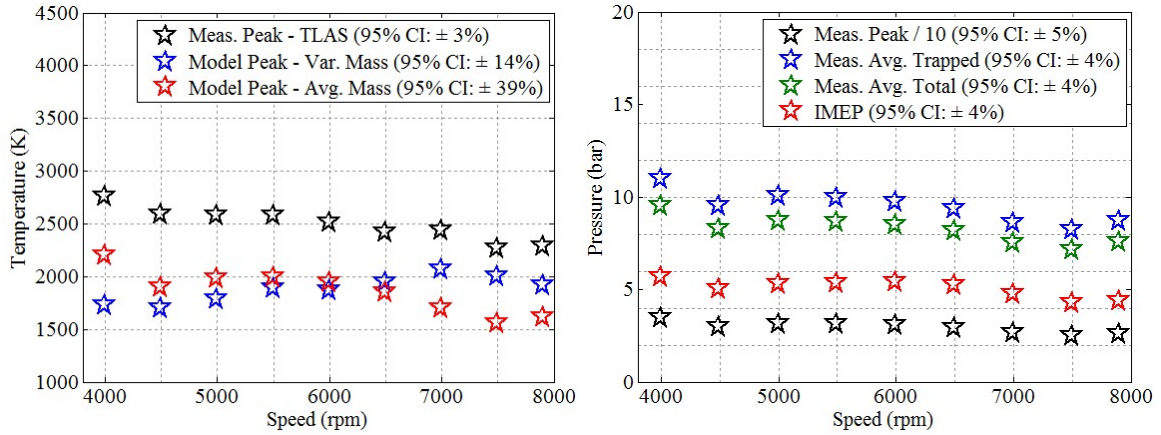 4500
4000
3500
3000
2500
2000
1500
1000
Temperature (K)
Meas. Peak - TLAS (95% CI: ± 3%)
Model Peak - Var. Mass (95% CI: ± 14%)
Model Peak - Avg. Mass (95% CI: ± 39%)
4000 5000 6000 7000 8000
Speed (rpm)
20
15
10
5
0
Pressure (bar)
Meas. Peak / 10 (95% CI: ± 5%)
Meas. Avg. Trapped (95% CI: ± 4%)
Meas. Avg. Total (95% CI: ± 4%)
IMEP (95% CI: ± 4%)
4000 5000 6000 7000 8000
Speed (rpm)